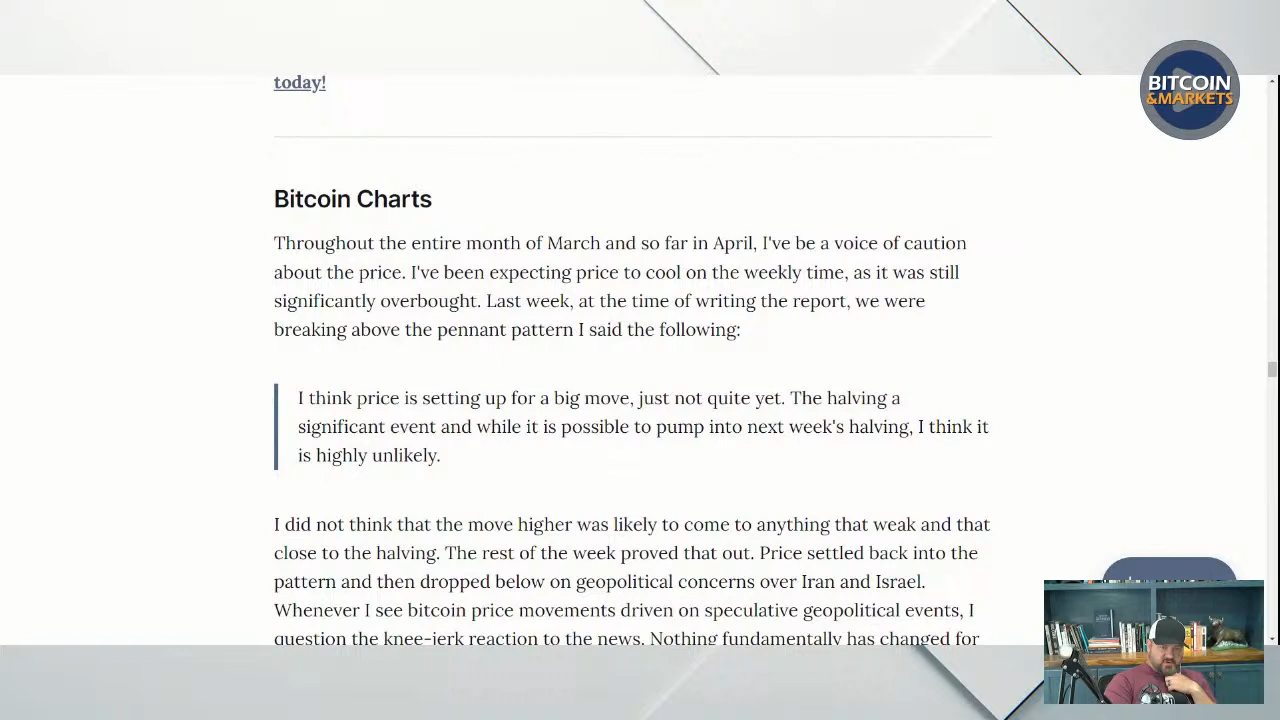 today!
BITCOIN
&MARKETS
Bitcoin Charts
Throughout the entire month of March and so far in April, I've be a voice of caution
about the price. I've been expecting price to cool on the weekly time, as it was still
significantly overbought. Last week, at the time of writing the report, we were
breaking above the pennant pattern I said the following:
I think price is setting up for a big move, just not quite yet. The halving a
significant event and while it is possible to pump into next week's halving, I think it
is highly unlikely.
I did not think that the move higher was likely to come to anything that weak and that
close to the halving. The rest of the week proved that out. Price settled back into the
pattern and then dropped below on geopolitical concerns over Iran and Israel.
Whenever I see bitcoin price movements driven on speculative geopolitical events, I
question the knee-jerk reaction to the news. Nothing fundamentally has changed for